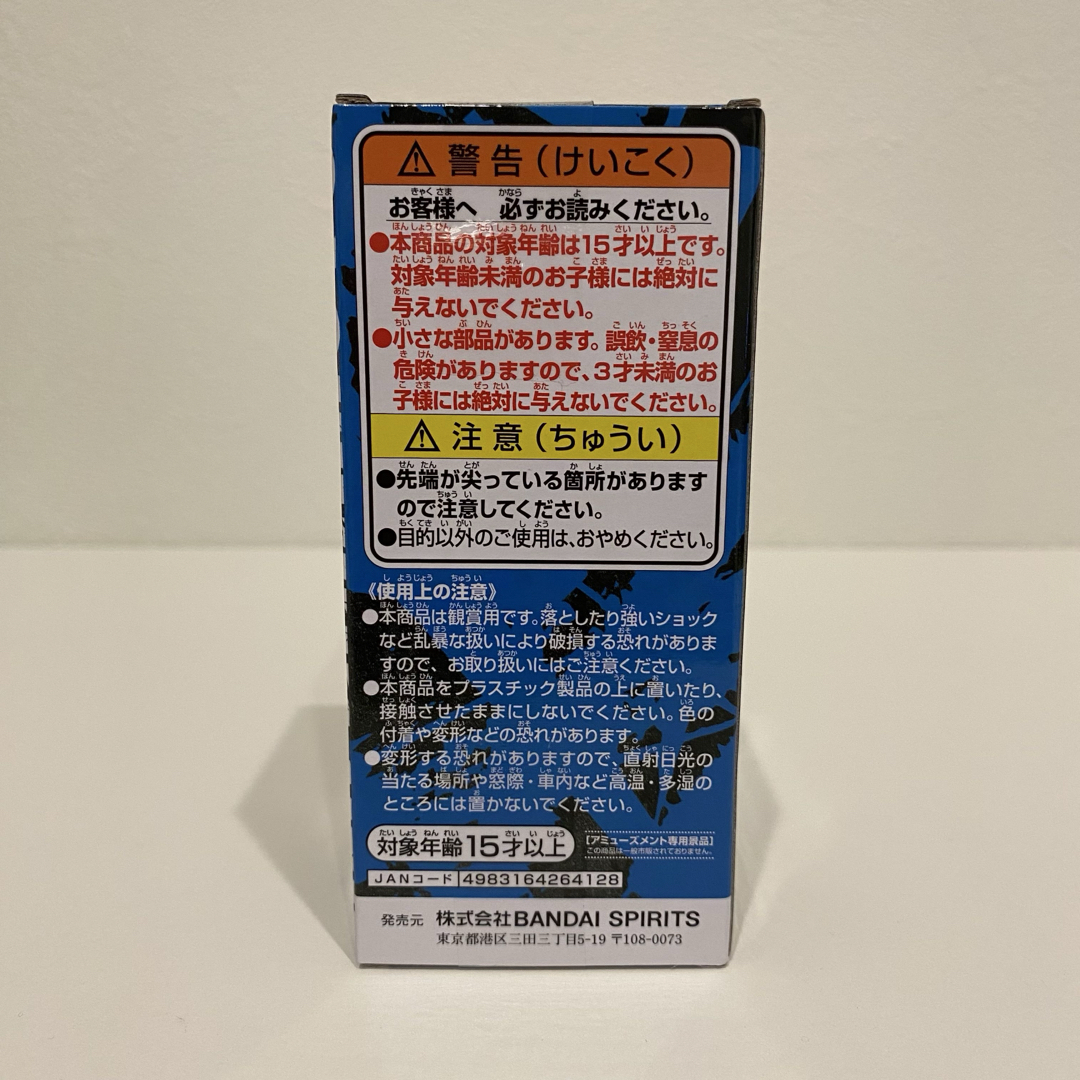 ⚠ 警告（けいこく）
お客様へ 必ずお読みください。
●本商品の対象年齢は15才以上です。
対象年齢未満のお子様には絶対に
与えないでください。
●小さな部品があります。誤飲・窒息の
危険がありますので、3才未満のお
子様には絶対に与えないでください。
⚠ 注意（ちゅうい）
●先端が尖っている箇所があります
ので注意してください。
●目的以外のご使用は、おやめください。
《使用上の注意》
●本商品は観賞用です。落としたり強いショック
など乱暴な扱いにより破損する恐れがありま
すので、お取り扱いにはご注意ください。
●本商品をプラスチック製品の上に置いたり、
接触させたままにしないでください。色の
付着や変形などの恐れがあります。
●変形する恐れがありますので、直射日光の
当たる場所や窓際・車内など高温・多湿の
ところには置かないでください。
対象年齢15才以上
［アミューズメント専用景品］
この商品は一般市販されておりません。
JANコード 4983164264128
発売元 株式会社BANDAI SPIRITS
東京都港区三田三丁目5-19 〒108-0073